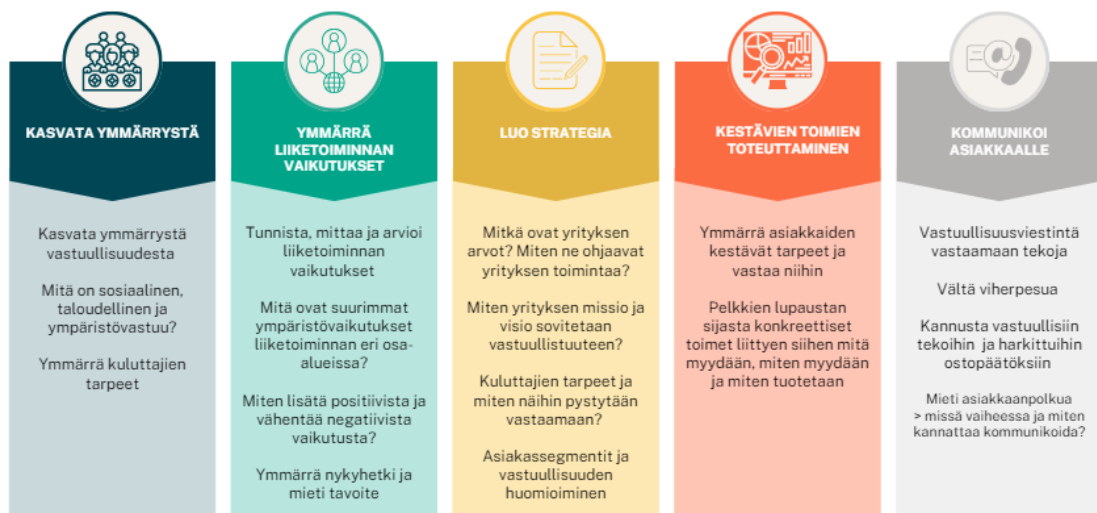 KASVATA YMMÄRRYSTÄ
Kasvata ymmärrystä
vastuullisuudesta
Mitä on sosiaalinen,
taloudellinen ja
ympäristövastuu?
Ymmärrä kuluttajien
tarpeet
YMMÄRRÄ
LIIKETOIMINNAN
VAIKUTUKSET
Tunnista, mittaa ja arvioi
liiketoiminnan
vaikutukset
Mitä ovat suurimmat
ympäristövaikutukset
liiketoiminnan eri osa-
alueissa?
Miten lisätä positiivista ja
vähentää negatiivista
vaikutusta?
Ymmärrä nykyhetki ja
mieti tavoite
LUO STRATEGIA
Mitkä ovat yrityksen
arvot? Miten ne ohjaavat
yrityksen toimintaa?
Miten yrityksen missio ja
visio sovitetaan
vastuullistuuteen?
Kuluttajien tarpeet ja
miten näihin pystytään
vastaamaan?
Asiakassegmentit ja
vastuullisuuden
huomioiminen
KESTÄVIEN TOIMIEN
TOTEUTTAMINEN
Ymmärrä asiakkaiden
kestävät tarpeet ja
vastaa niihin
Pelkkien lupaustan
sijasta konkreettiset
toimet liittyen siihen mitä
myydään, miten myydään
ja miten tuotetaan
KOMMUNIKOI
ASIAKKAALLE
Vastuullisuusviestintä
vastaamaan tekoja
Vältä viherpesua
Kannusta vastuullisiin
tekoihin ja harkittuihin
ostopäätöksiin
Mieti asiakkaanpolkua
> missä vaiheessa ja miten
kannattaa kommunikoida?